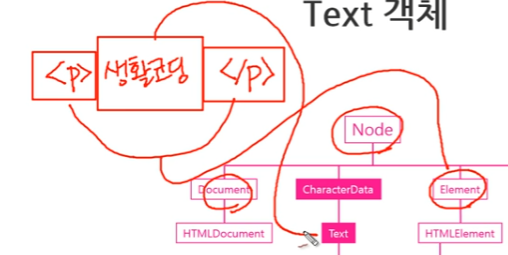 Text 객체
<p> 생활코딩 </p>
Node
Document CharacterData Element
HTMLDocument Text HTMLElement